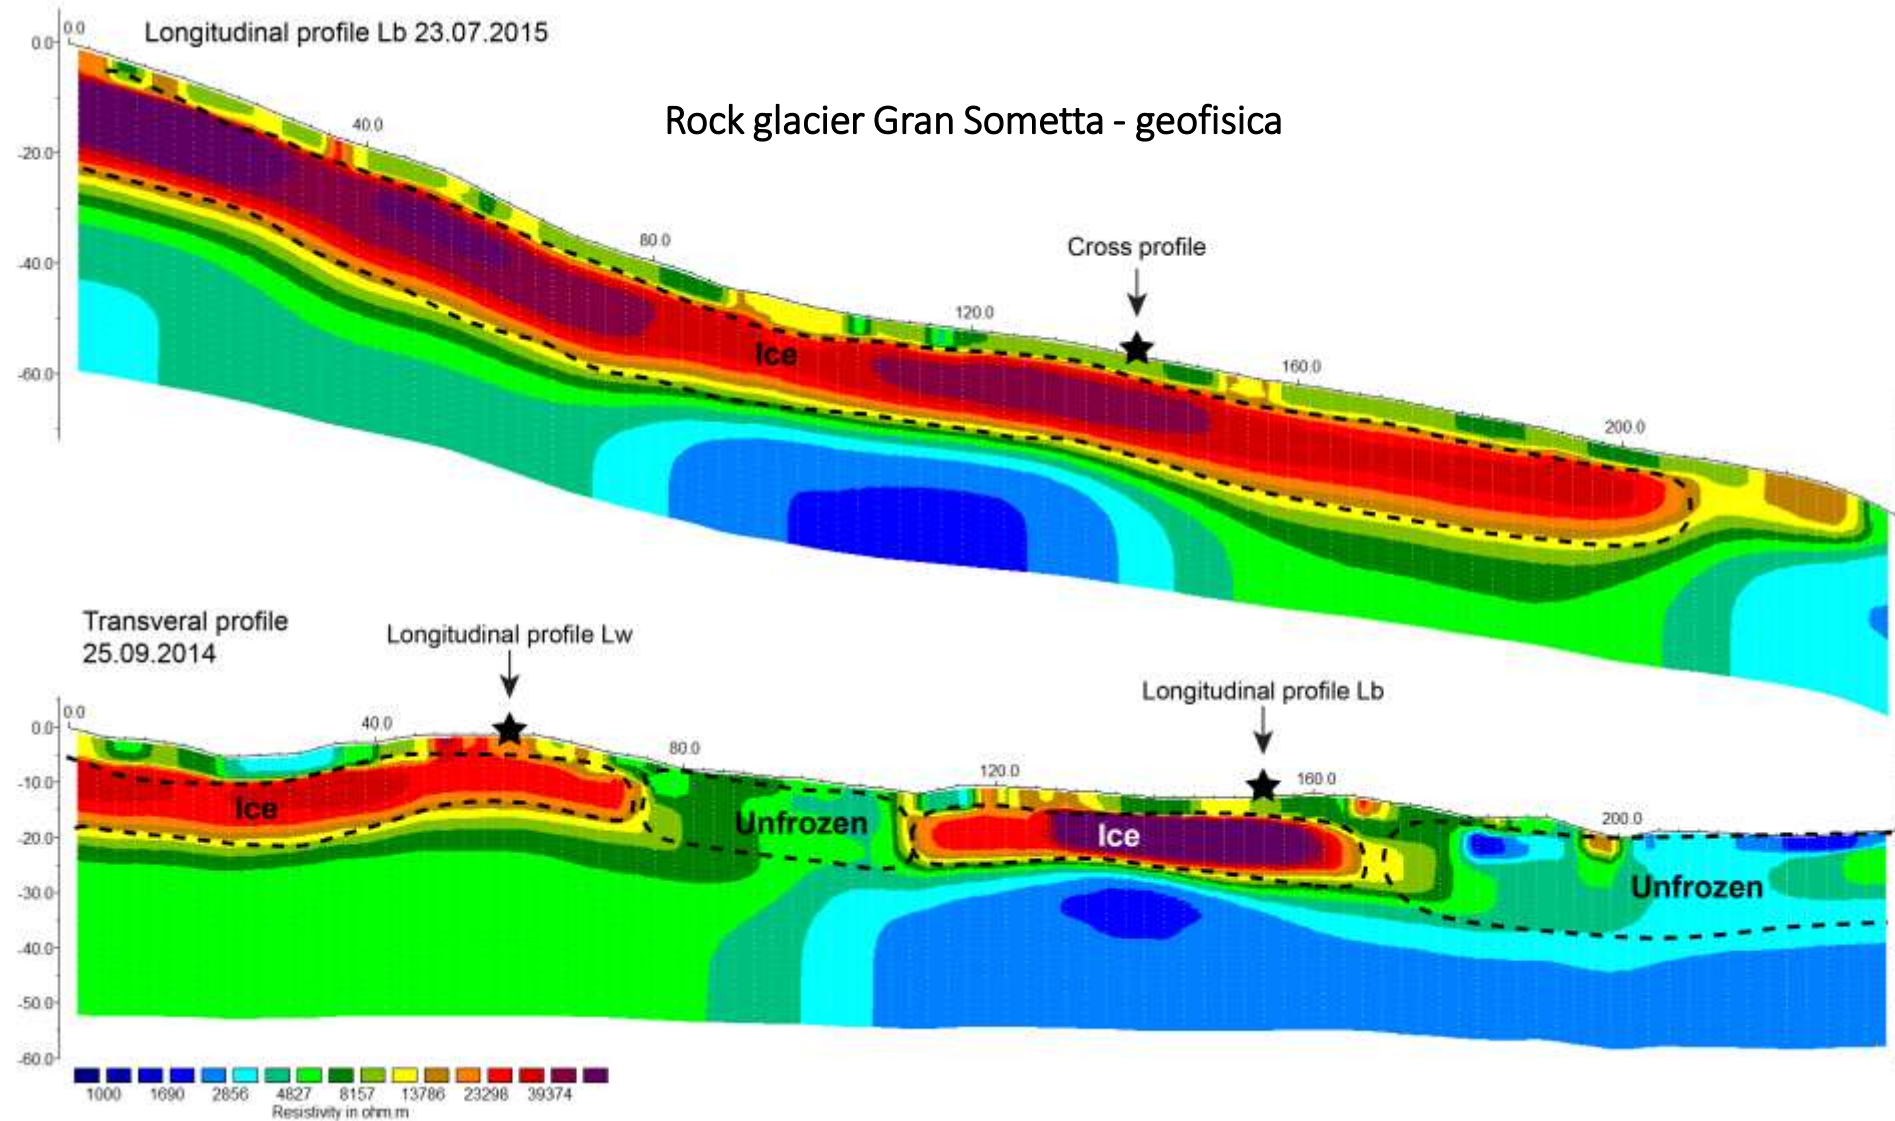 0.0
Longitudinal profile Lb 23.07.2015
0.0
Rock glacier Gran Sometta - geofisica
40.0
-20.0
80.0
Cross profile
-40.0
120.0
Ice
160.0
-60.0
200.0
Transveral profile
25.09.2014
Longitudinal profile Lw
Longitudinal profile Lb
0.0
40.0
0.0
80.0
120.0
160.0
-10.0
Ice
200.0
Unfrozen
Ice
-20.0
Unfrozen
-30.0
-40.0
-50.0
-60.0
1000 1690 2856 4827 8157 13786 23298 39374
Resistivity in ohm.m